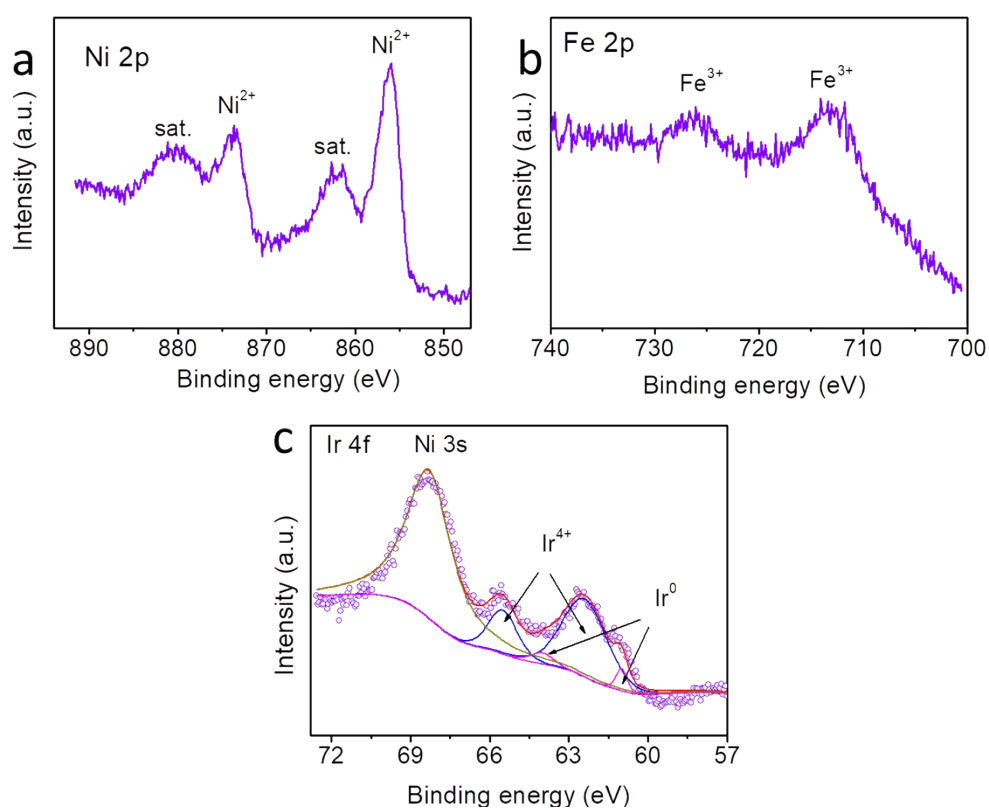 a
Ni 2p
Ni²⁺
Ni²⁺
sat.
sat.
Intensity (a.u.)
890 880 870 860 850
Binding energy (eV)
b
Fe 2p
Fe³⁺
Fe³⁺
Intensity (a.u.)
740 730 720 710 700
Binding energy (eV)
c
Ir 4f
Ni 3s
Ir⁴⁺
Ir⁰
Intensity (a.u.)
72 69 66 63 60 57
Binding energy (eV)